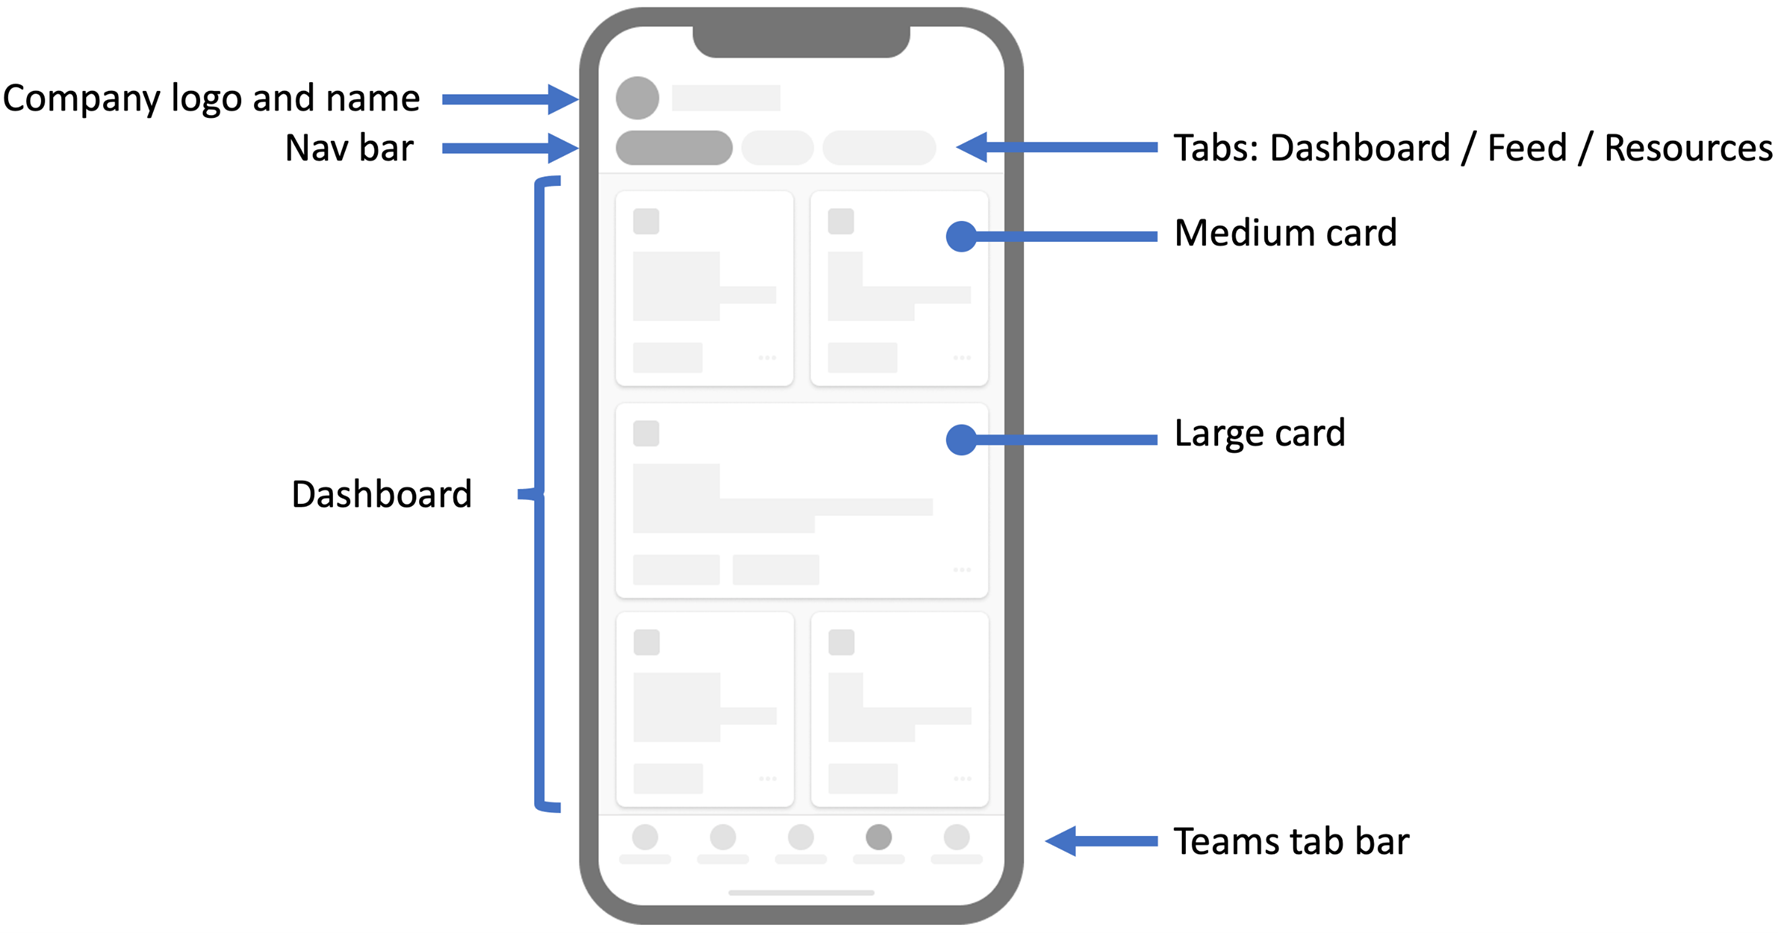 Company logo and name
Nav bar
Tabs: Dashboard / Feed / Resources
Medium card
Large card
Dashboard
Teams tab bar